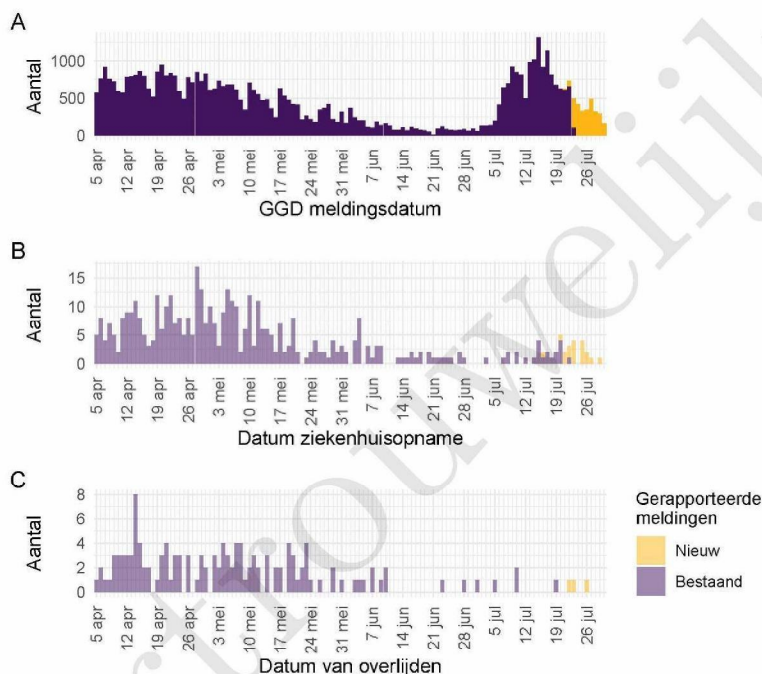 A
Aantal
1000
500
0
5 apr
12 apr
19 apr
26 apr
3 mei
10 mei
17 mei
24 mei
31 mei
7 jun
14 jun
21 jun
28 jun
5 jul
12 jul
19 jul
26 jul
GGD meldingsdatum
B
Aantal
15
10
5
0
5 apr
12 apr
19 apr
26 apr
3 mei
10 mei
17 mei
24 mei
31 mei
7 jun
14 jun
21 jun
28 jun
5 jul
12 jul
19 jul
26 jul
Datum ziekenhuisopname
C
Aantal
8
6
4
2
0
5 apr
12 apr
19 apr
26 apr
3 mei
10 mei
17 mei
24 mei
31 mei
7 jun
14 jun
21 jun
28 jun
5 jul
12 jul
19 jul
26 jul
Datum van overlijden
Gerapporteerde
meldingen
Nieuw
Bestaand
rtrouwelijk